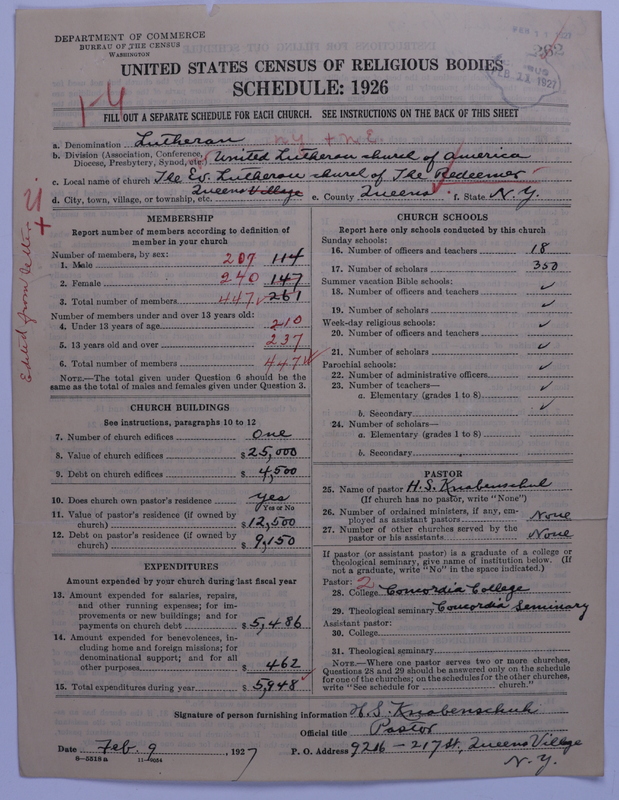 DEPARTMENT OF COMMERCE
BUREAU OF THE CENSUS
WASHINGTON
FEB 11 1927
282
FEB 21 1927
UNITED STATES CENSUS OF RELIGIOUS BODIES
SCHEDULE: 1926
1-4
FILL OUT A SEPARATE SCHEDULE FOR EACH CHURCH. SEE INSTRUCTIONS ON THE BACK OF THIS SHEET
a. Denomination Lutheran N.Y. + N.E.
b. Division (Association, Conference, Diocese, Presbytery, Synod, etc.) United Lutheran church of America
c. Local name of church The Ev. Lutheran church of The Redeemer
d. City, town, village, or township, etc. Queens Village e. County Queens f. State N.Y.
Edited from letter
MEMBERSHIP
Report number of members according to definition of
member in your church
Number of members, by sex:
1. Male 207 114
2. Female 240 147
3. Total number of members 447 261
Number of members under and over 13 years old:
4. Under 13 years of age 210
5. 13 years old and over 237
6. Total number of members 447
NOTE.—The total given under Question 6 should be
same as the total of males and females given under Question 3.
CHURCH BUILDINGS
See instructions, paragraphs 10 to 12
7. Number of church edifices One
8. Value of church edifices $25,000
9. Debt on church edifices $4,500
10. Does church own pastor's residence yes
Yes or No
11. Value of pastor's residence (if owned by
church) $12,500
12. Debt on pastor's residence (if owned by
church) $9,150
EXPENDITURES
Amount expended by your church during last fiscal year
13. Amount expended for salaries, repairs,
and other running expenses; for im-
provements or new buildings; and for
payments on church debt $5,486
14. Amount expended for benevolences, in-
cluding home and foreign missions; for
denominational support; and for all
other purposes $462
15. Total expenditures during year $5,948
CHURCH SCHOOLS
Report here only schools conducted by this church
Sunday schools:
16. Number of officers and teachers 18
17. Number of scholars 350
Summer vacation Bible schools:
18. Number of officers and teachers
19. Number of scholars
Week-day religious schools:
20. Number of officers and teachers
21. Number of scholars
Parochial schools:
22. Number of administrative officers
23. Number of teachers—
a. Elementary (grades 1 to 8)
b. Secondary
24. Number of scholars—
a. Elementary (grades 1 to 8)
b. Secondary
PASTOR
25. Name of pastor H.S. Knabenschuh
(If church has no pastor, write "None")
26. Number of ordained ministers, if any, em-
ployed as assistant pastors None
27. Number of other churches served by the
pastor or his assistants None
If pastor (or assistant pastor) is a graduate of a college or
theological seminary, give name of institution below. (If
not a graduate, write "No" in the space indicated.)
Pastor: 2
28. College Concordia College
29. Theological seminary Concordia Seminary
Assistant pastor:
30. College
31. Theological seminary
NOTE.—Where one pastor serves two or more churches,
Questions 28 and 29 should be answered only on the schedule
for one of the churches; on the schedules for the other churches,
write "See schedule for church."
Signature of person furnishing information H.S. Knabenschuh
Official title Pastor
Date Feb. 9 1927 P. O. Address 9216 – 217 St, Queens Village
N.Y.
8—5518a 11—9054